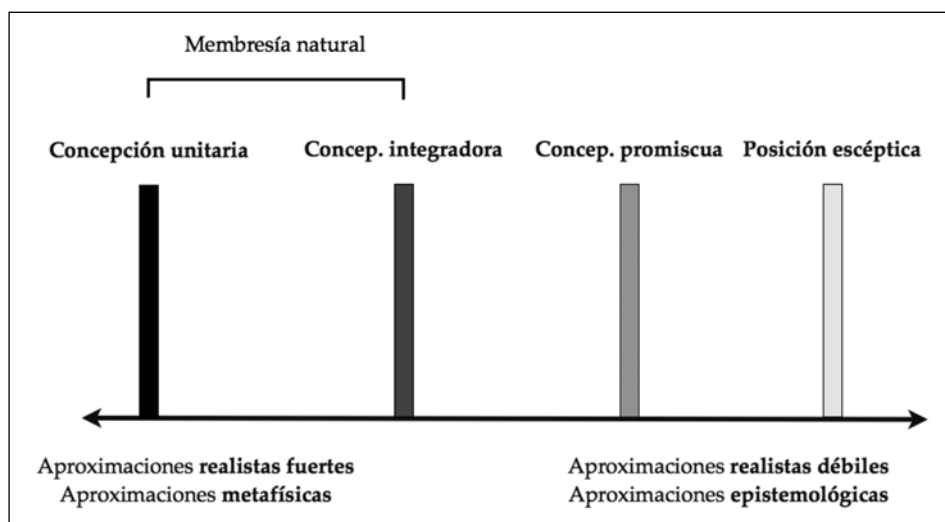 Membresía natural
Concepción unitaria
Concep. integradora
Concep. promiscua
Posición escéptica
Aproximaciones realistas fuertes
Aproximaciones metafísicas
Aproximaciones realistas débiles
Aproximaciones epistemológicas